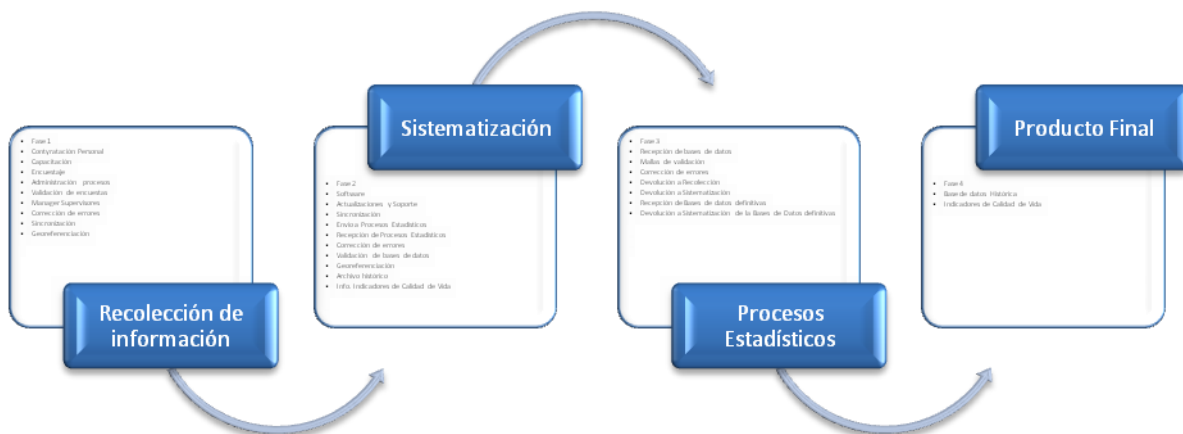 Fase 1
Contyratación Personal
Capacitación
Encuestaje
Administración procesos
Validación de encuestas
Manager Supervisores
Corrección de errores
Sincronización
Georeferenciación
Recolección de
información
Sistematización
Fase 2
Software
Actualizaciones y Soporte
Sincronización
Envio a Procesos Estadísticos
Recepción de Procesos Estadísticos
Corrección de errores
Validación de bases de datos
Georeferenciación
Archivo histórico
Info. Indicadores de Calidad de Vida
Fase 3
Recepción de bases de datos
Mallas de validación
Corrección de errores
Devolución a Recolección
Devolución a Sistematización
Recepción de Bases de datos definitivas
Devolución a Sistematización de la Bases de Datos definitivas
Procesos
Estadísticos
Producto Final
Fase 4
Base de datos Histórica
Indicadores de Calidad de Vida